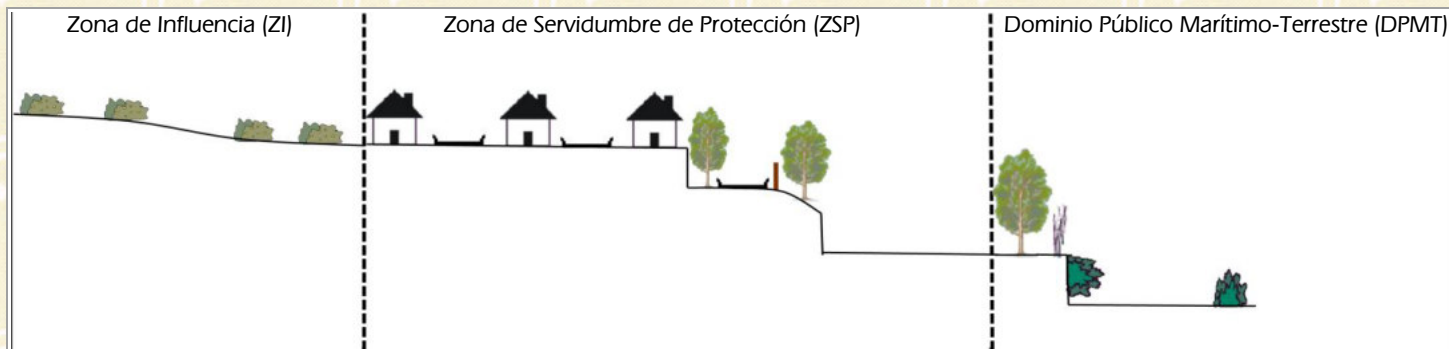 Zona de Influencia (ZI)
Zona de Servidumbre de Protección (ZSP)
Dominio Público Marítimo-Terrestre (DPMT)